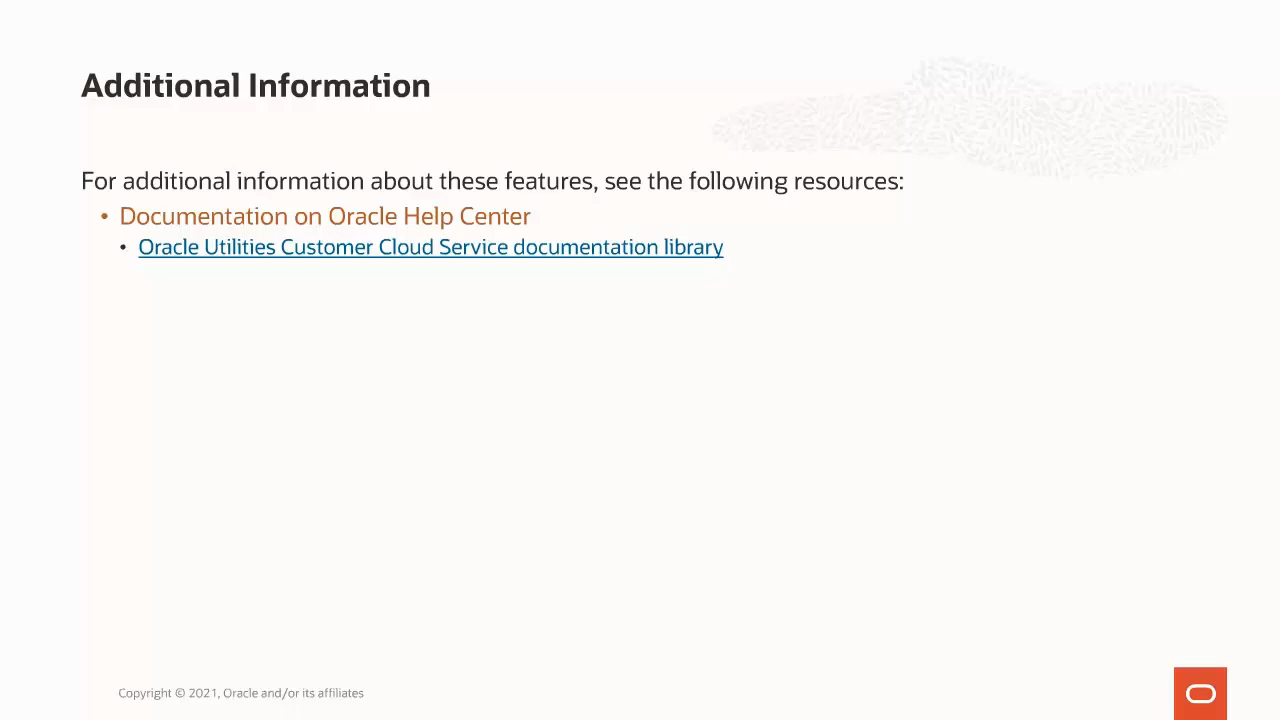 Additional Information
For additional information about these features, see the following resources:
• Documentation on Oracle Help Center
• Oracle Utilities Customer Cloud Service documentation library
Copyright © 2021, Oracle and/or its affiliates